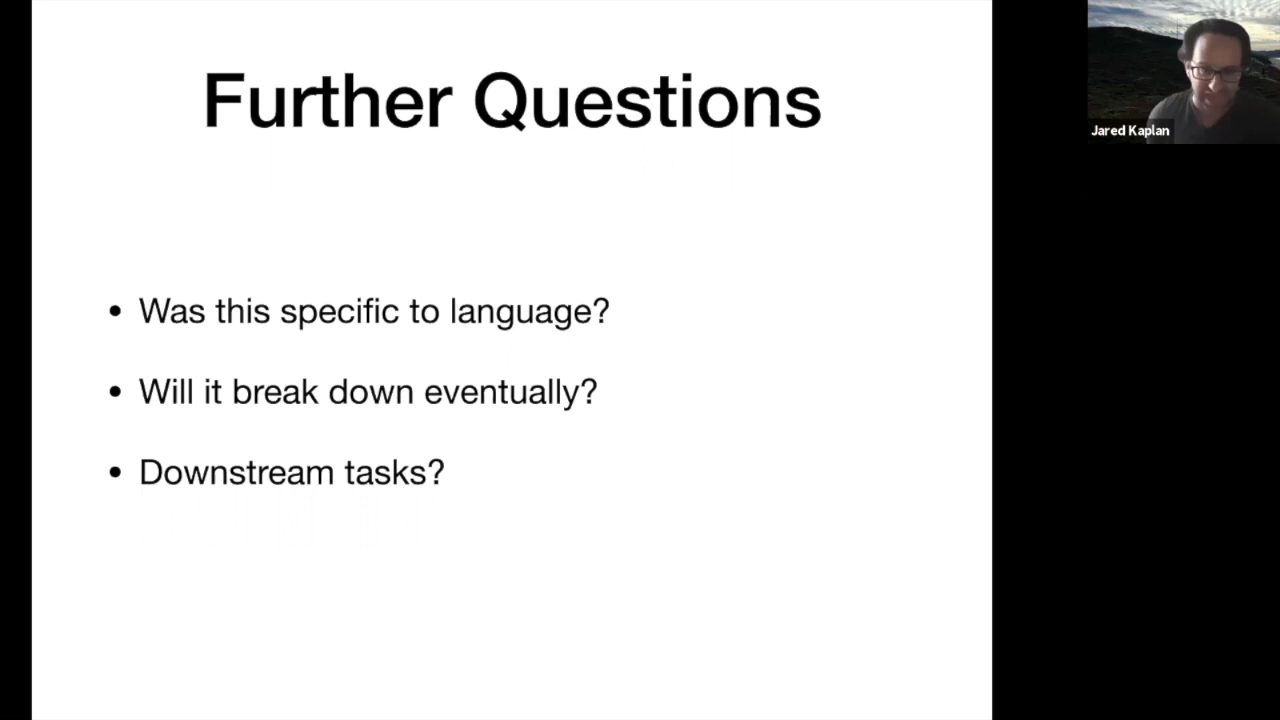 Further Questions
Jared Kaplan
• Was this specific to language?
• Will it break down eventually?
• Downstream tasks?